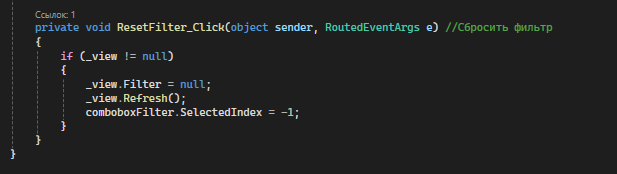 Ссылок: 1
private void ResetFilter_Click(object sender, RoutedEventArgs e) //Сбросить фильтр
{
if (_view != null)
{
_view.Filter = null;
_view.Refresh();
comboboxFilter.SelectedIndex = -1;
}
}
}